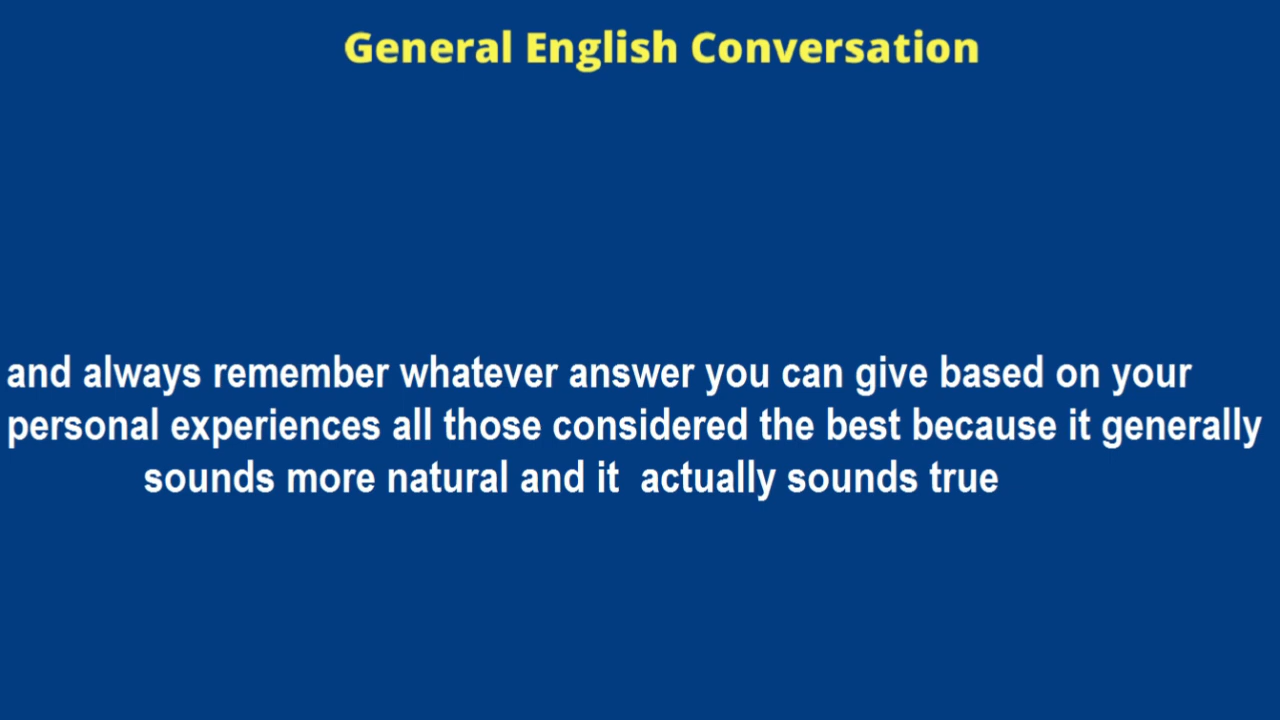 General English Conversation
and always remember whatever answer you can give based on your
personal experiences all those considered the best because it generally
sounds more natural and it  actually sounds true